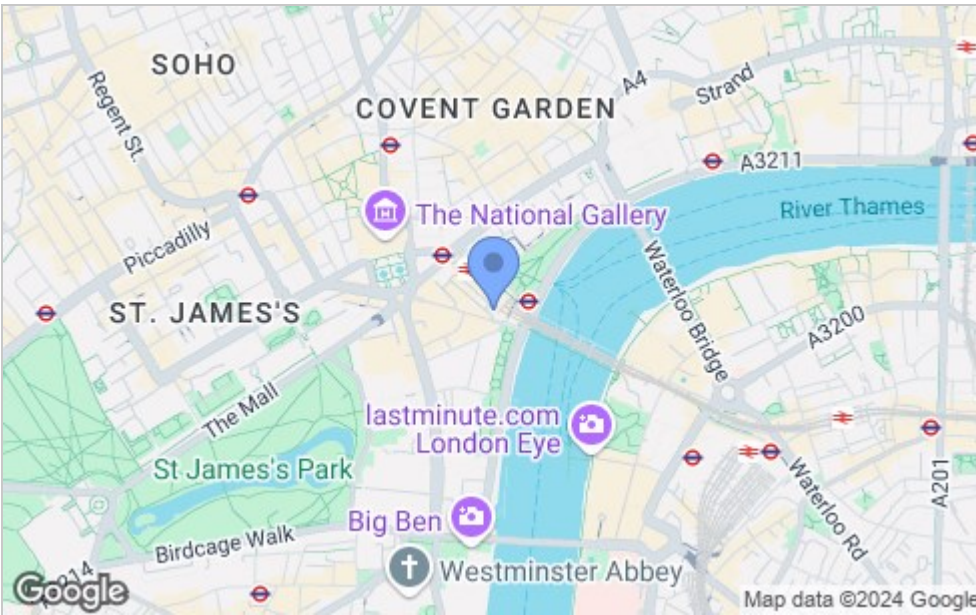 SOHO
Regent St.
COVENT GARDEN
A4
Strand
A3211
The National Gallery
River Thames
Piccadilly
Waterloo Bridge
ST. JAMES'S
A3200
The Mall
lastminute.com
London Eye
St James's Park
Waterloo Rd
A201
Big Ben
Birdcage Walk
Westminster Abbey
Google
Map data ©2024 Google